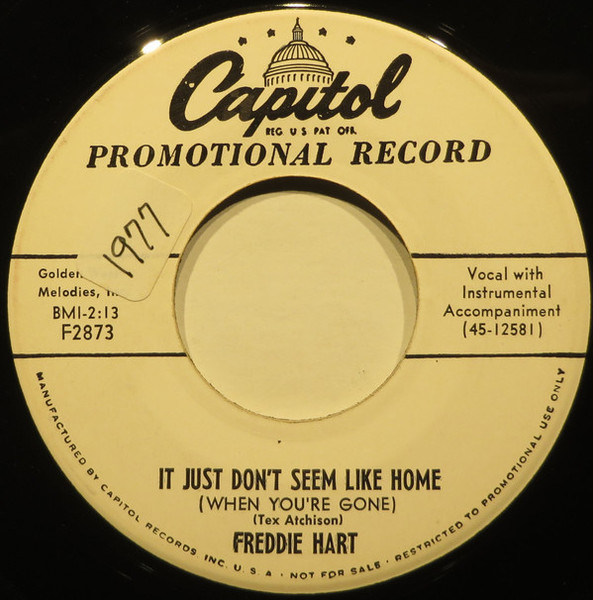 Capitol
REG. U.S. PAT. OFF.
PROMOTIONAL RECORD
1977
Golden
Melodies,
BMI-2:13
F2873
Vocal with
Instrumental
Accompaniment
(45-12581)
IT JUST DON'T SEEM LIKE HOME
(WHEN YOU'RE GONE)
(Tex Atchison)
FREDDIE HART
MANUFACTURED BY CAPITOL RECORDS INC. U.S.A. · NOT FOR SALE · RESTRICTED TO PROMOTIONAL USE ONLY